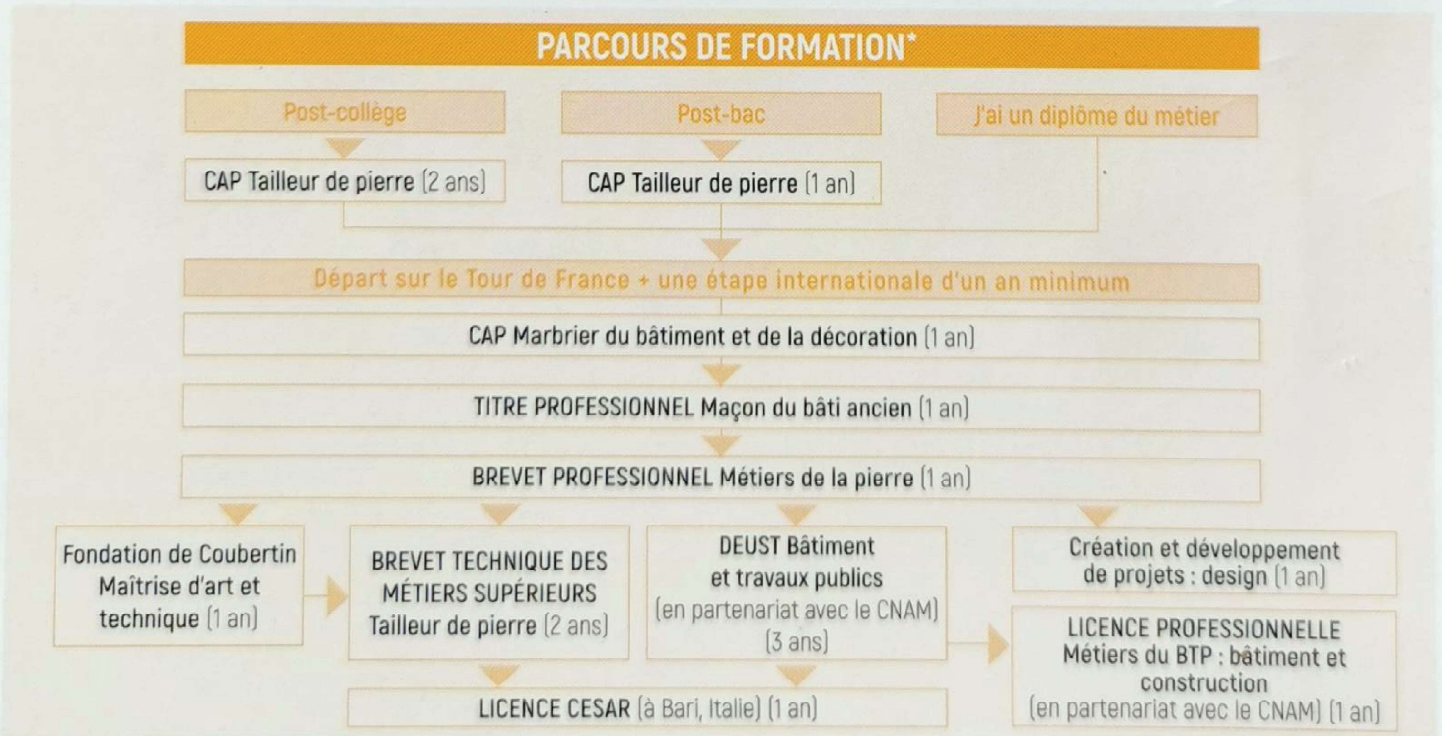 PARCOURS DE FORMATION*
Post-collège
Post-bac
J'ai un diplôme du métier
CAP Tailleur de pierre (2 ans)
CAP Tailleur de pierre (1 an)
Départ sur le Tour de France + une étape internationale d'un an minimum
CAP Marbrier du bâtiment et de la décoration (1 an)
TITRE PROFESSIONNEL Maçon du bâti ancien (1 an)
BREVET PROFESSIONNEL Métiers de la pierre (1 an)
Fondation de Coubertin
Maîtrise d'art et
technique (1 an)
BREVET TECHNIQUE DES
MÉTIERS SUPÉRIEURS
Tailleur de pierre (2 ans)
DEUST Bâtiment
et travaux publics
(en partenariat avec le CNAM)
(3 ans)
Création et développement
de projets : design (1 an)
LICENCE PROFESSIONNELLE
Métiers du BTP : bâtiment et
construction
(en partenariat avec le CNAM) (1 an)
LICENCE CESAR (à Bari, Italie) (1 an)